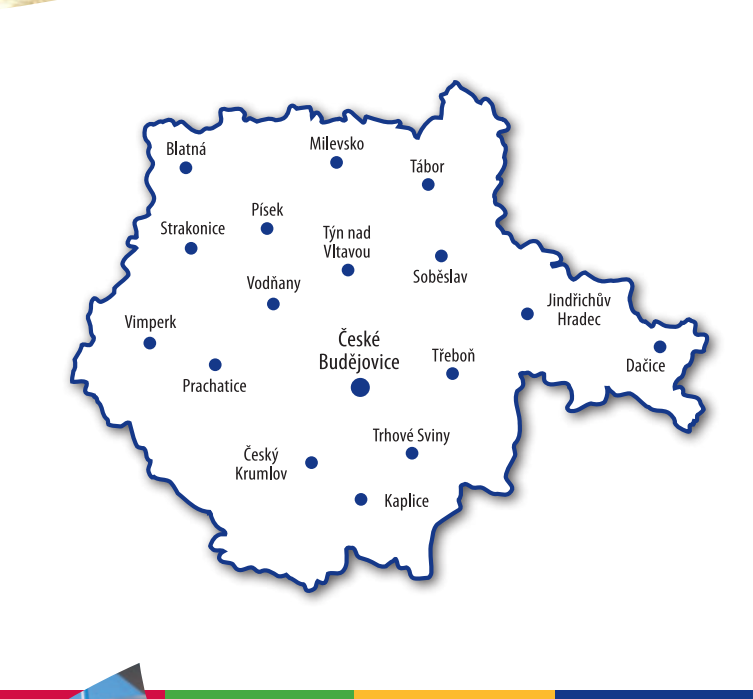 Milevsko
Blatná
Tábor
Písek
Strakonice
Týn nad
Vltavou
Soběslav
Vodňany
Jindřichův
Hradec
Vimperk
České
Budějovice
Třeboň
Dačice
Prachatice
Trhové Sviny
Český
Krumlov
Kaplice